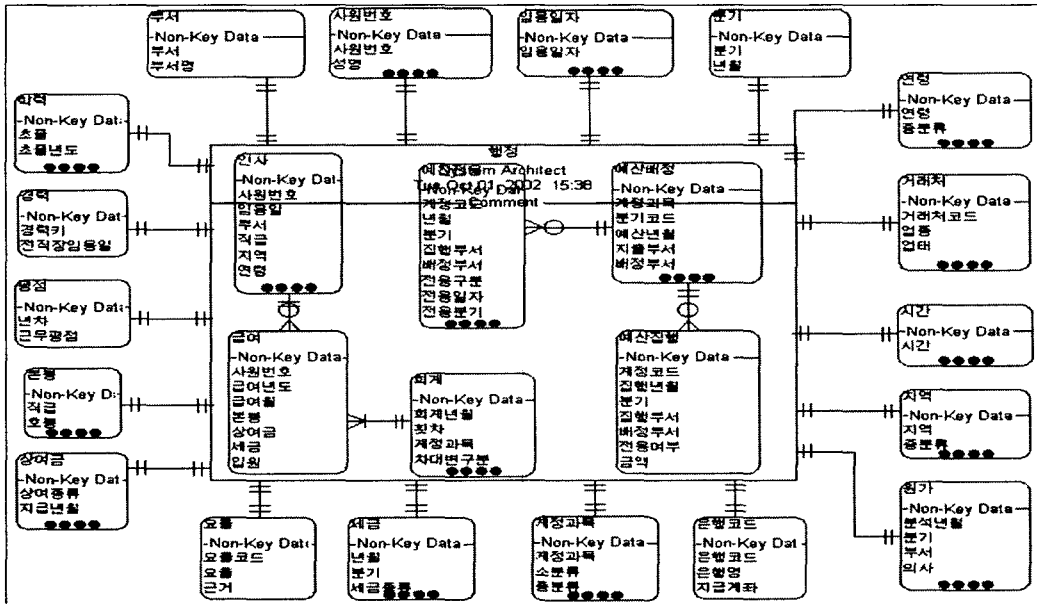 부서
Non-Key Data
부서
부서명
사원번호
Non-Key Data
사원번호
성명
임용일자
Non-Key Data
임용일자
분기
Non-Key Data
분기
년월
연령
Non-Key Data
연령
중분류
학력
Non-Key Dat
초졸
초졸년도
경력
Non-Key Dat
경력키
전직장임용일
평점
Non-Key Dat
년차
근무평점
본봉
Non-Key D
직급
호봉
상여금
Non-Key Dat
상여종류
지급년월
행정
System Architect
Tue Oct 01, 2002 15:38
Comment
인사
Non-Key Dat
사원번호
임용일
부서
직급
지역
연령
예산전용
Non-Key Dat
계정코드
년월
분기
집행부서
배정부서
전용구분
전용일자
전용분기
예산배정
Non-Key Data
계정과목
분기코드
예산년월
지출부서
배정부서
급여
Non-Key Data
사원번호
급여년도
급여월
본봉
상여금
세금
입원
회계
Non-Key Data
회계년월
횟차
계정과목
차대변구분
예산집행
Non-Key Data
계정코드
집행년월
분기
집행부서
배정부서
전용여부
금액
거래처
Non-Key Data
거래처코드
업종
업태
시간
Non-Key Data
시간
지역
Non-Key Data
지역
중분류
원가
Non-Key Data
분석년월
분기
부서
의사
요율
Non-Key Dat
요율코드
요율
근거
세금
Non-Key Data
년월
분기
세금종류
계정과목
Non-Key Data
계정과목
소분류
중분류
은행코드
Non-Key Dat
은행코드
은행명
지급계좌